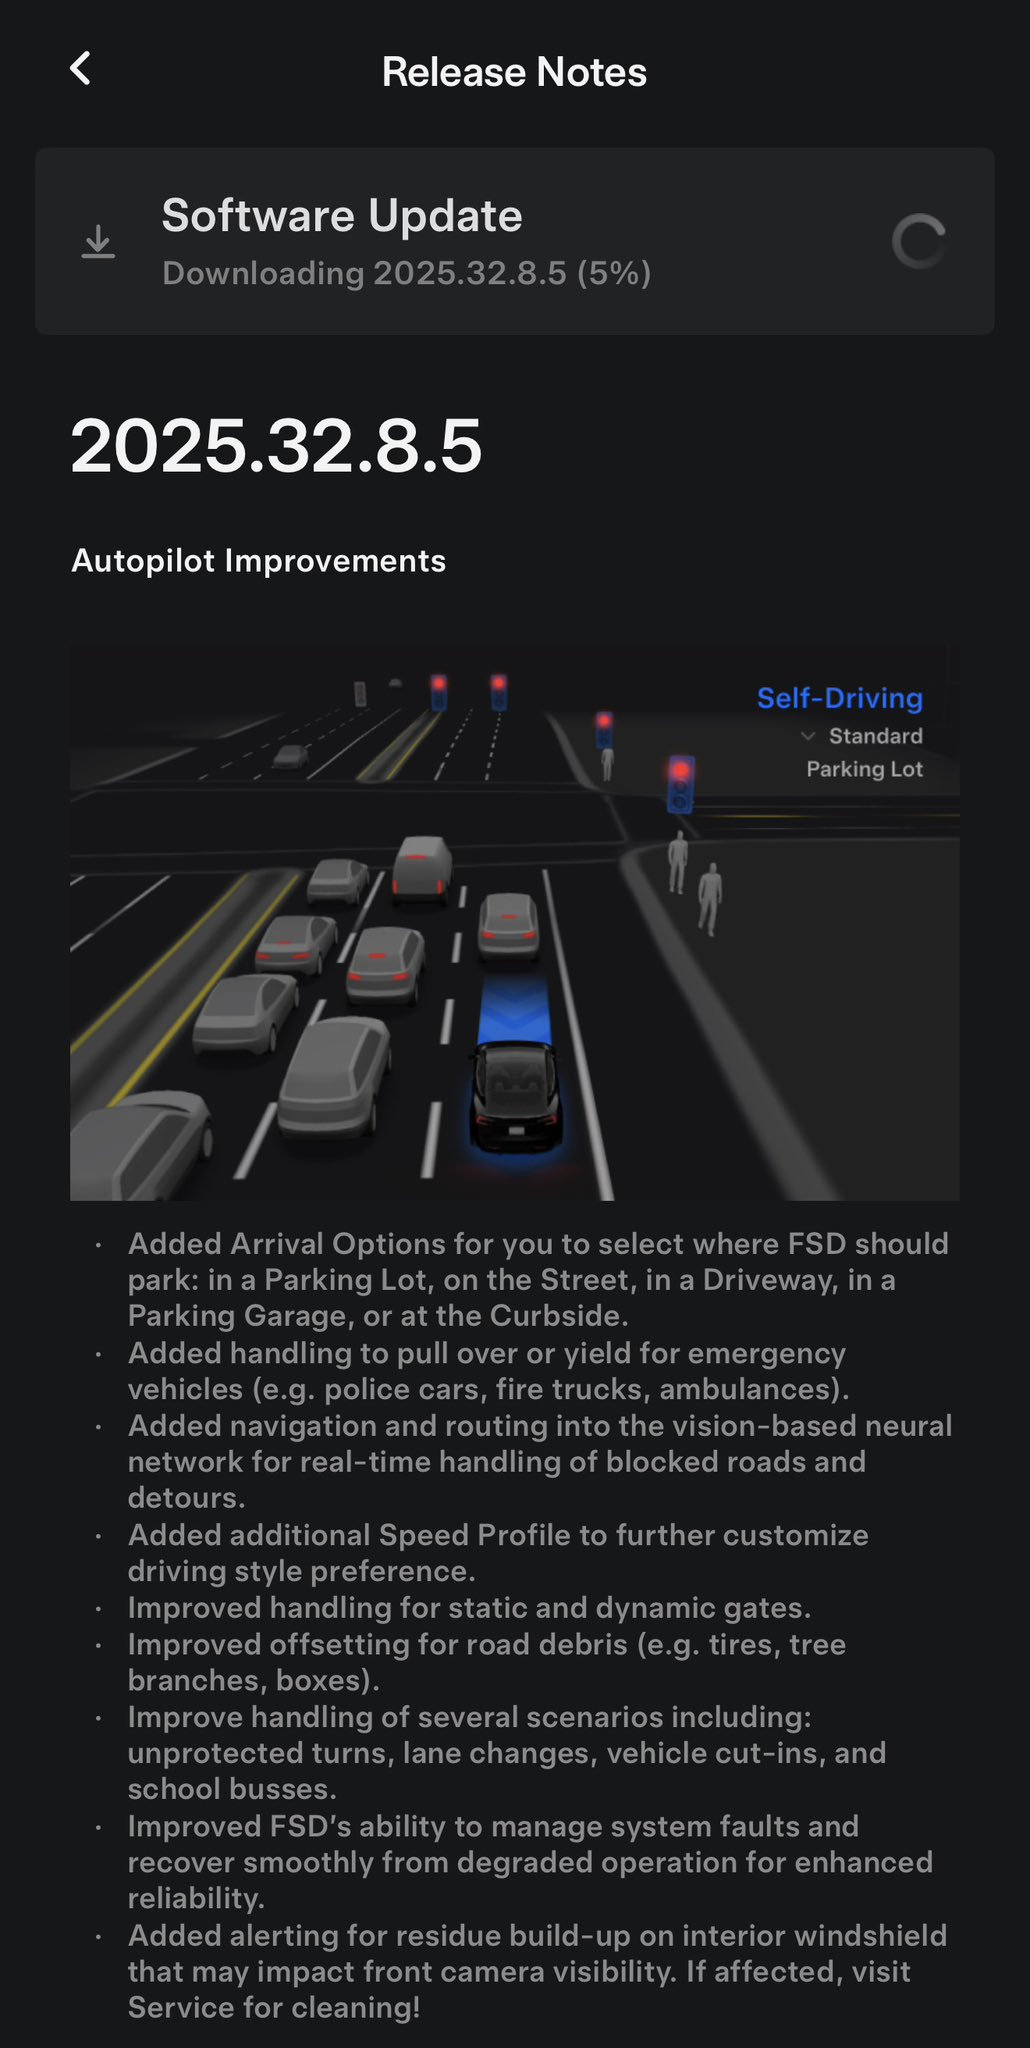 Release Notes
Software Update
Downloading 2025.32.8.5 (5%)
2025.32.8.5
Autopilot Improvements
Self-Driving
Standard
Parking Lot
· Added Arrival Options for you to select where FSD should
park: in a Parking Lot, on the Street, in a Driveway, in a
Parking Garage, or at the Curbside.
· Added handling to pull over or yield for emergency
vehicles (e.g. police cars, fire trucks, ambulances).
· Added navigation and routing into the vision-based neural
network for real-time handling of blocked roads and
detours.
· Added additional Speed Profile to further customize
driving style preference.
· Improved handling for static and dynamic gates.
· Improved offsetting for road debris (e.g. tires, tree
branches, boxes).
· Improve handling of several scenarios including:
unprotected turns, lane changes, vehicle cut-ins, and
school busses.
· Improved FSD’s ability to manage system faults and
recover smoothly from degraded operation for enhanced
reliability.
· Added alerting for residue build-up on interior windshield
that may impact front camera visibility. If affected, visit
Service for cleaning!